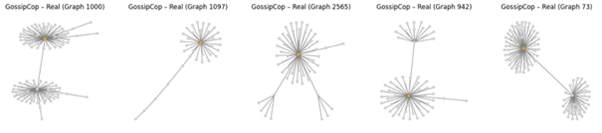 GossipCop – Real (Graph 1000)
GossipCop – Real (Graph 1097)
GossipCop – Real (Graph 2565)
GossipCop – Real (Graph 942)
GossipCop – Real (Graph 73)